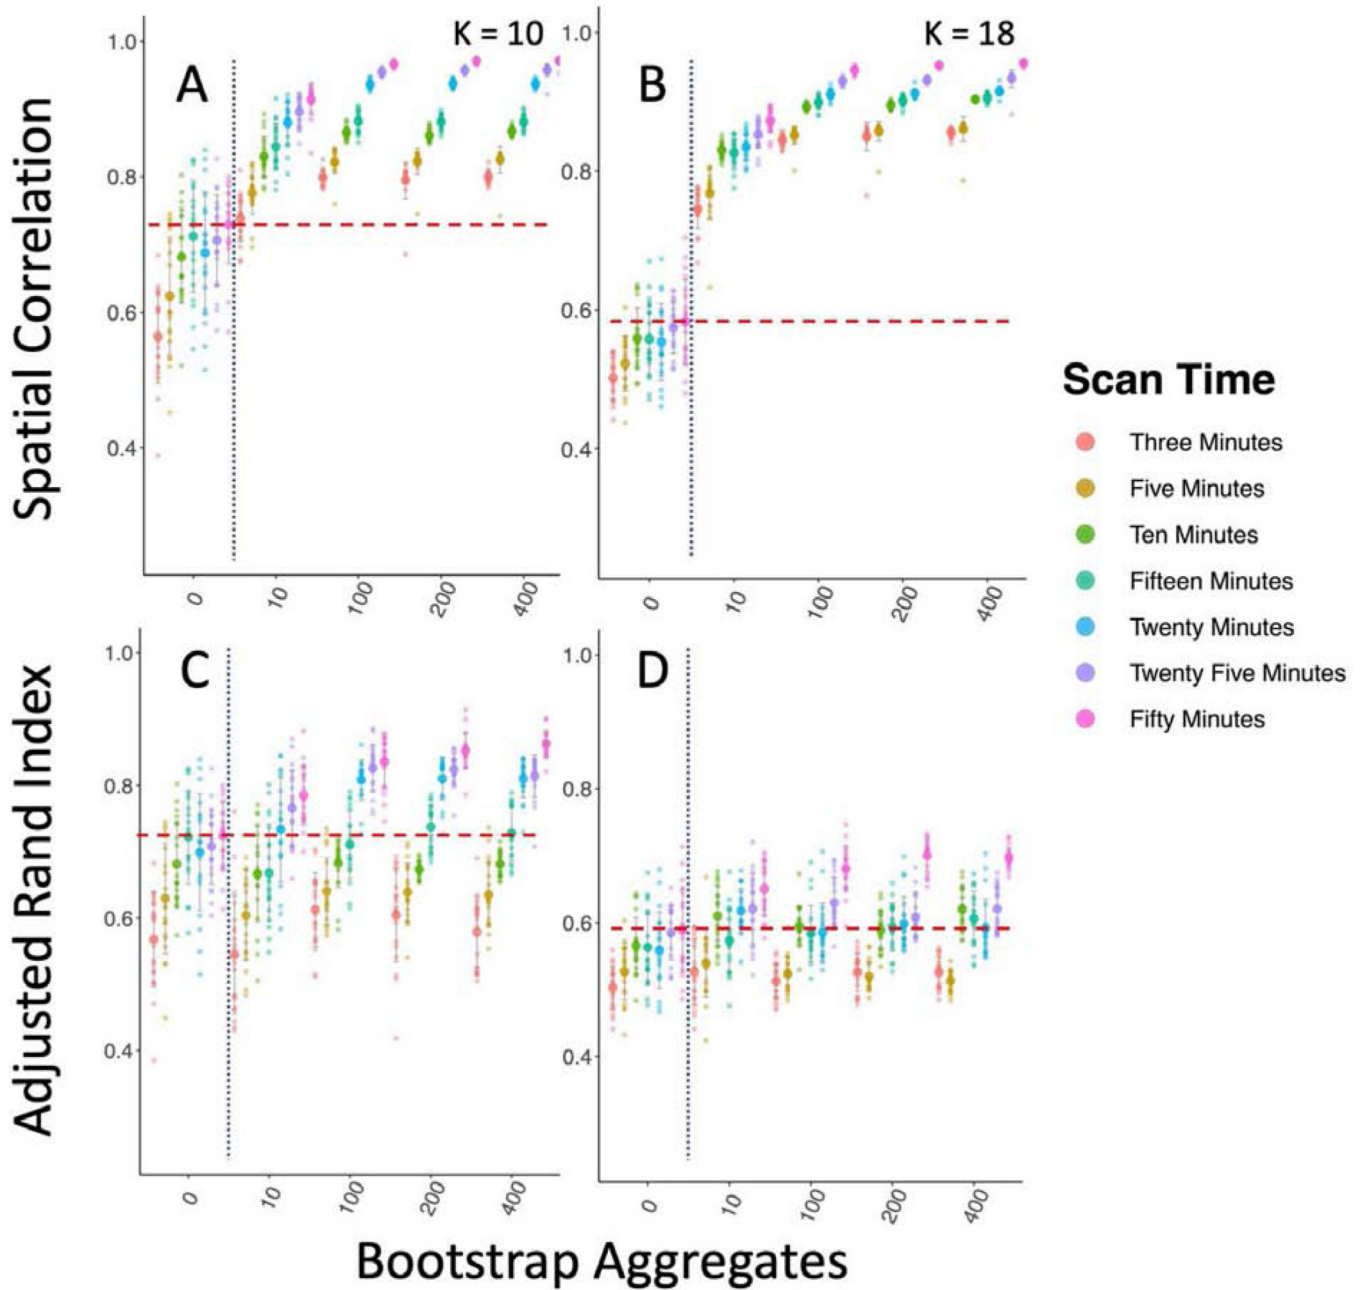 Spatial Correlation
A
K = 10
1.0
0.8
0.6
0.4
0
10
100
200
400
B
K = 18
1.0
0.8
0.6
0.4
0
10
100
200
400
Scan Time
Three Minutes
Five Minutes
Ten Minutes
Fifteen Minutes
Twenty Minutes
Twenty Five Minutes
Fifty Minutes
Adjusted Rand Index
C
1.0
0.8
0.6
0.4
0
10
100
200
400
D
1.0
0.8
0.6
0.4
0
10
100
200
400
Bootstrap Aggregates